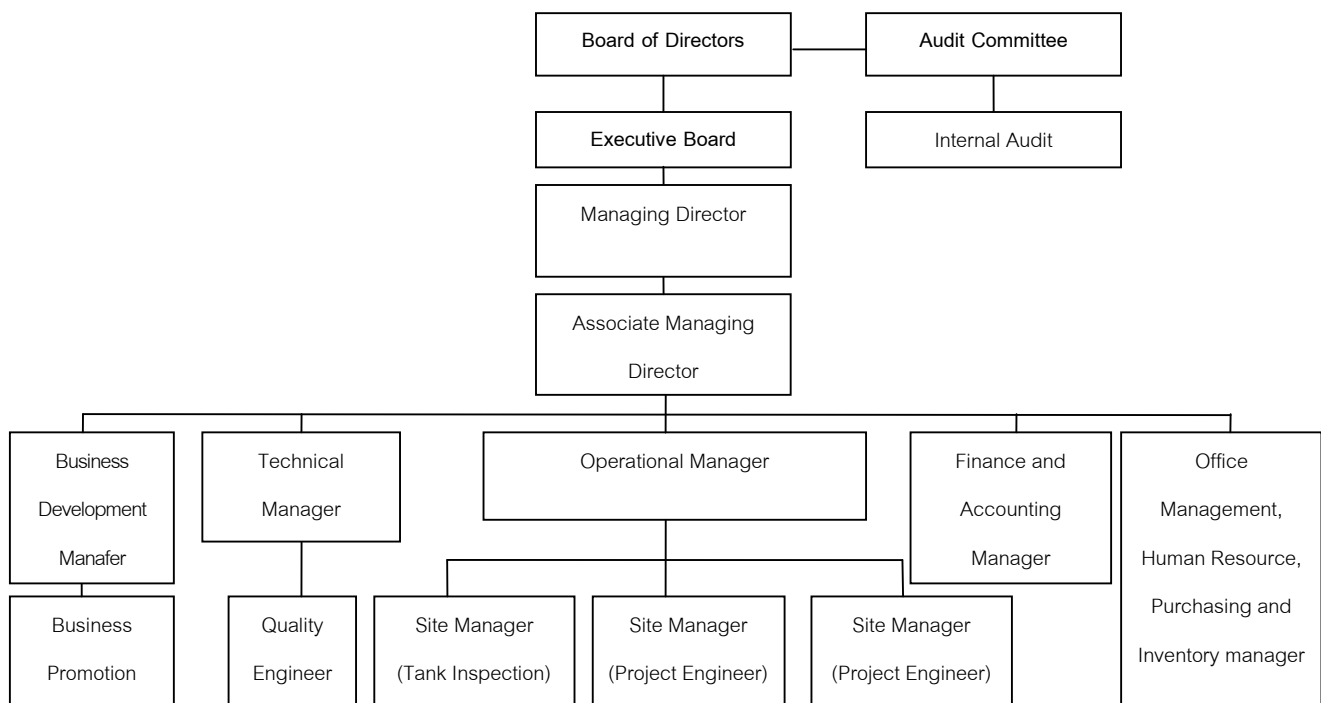 Board of Directors
Audit Committee
Executive Board
Internal Audit
Managing Director
Associate Managing
Director
Business
Development
Manafer
Technical
Manager
Operational Manager
Finance and
Accounting
Manager
Office
Management,
Human Resource,
Purchasing and
Inventory manager
Business
Promotion
Quality
Engineer
Site Manager
(Tank Inspection)
Site Manager
(Project Engineer)
Site Manager
(Project Engineer)